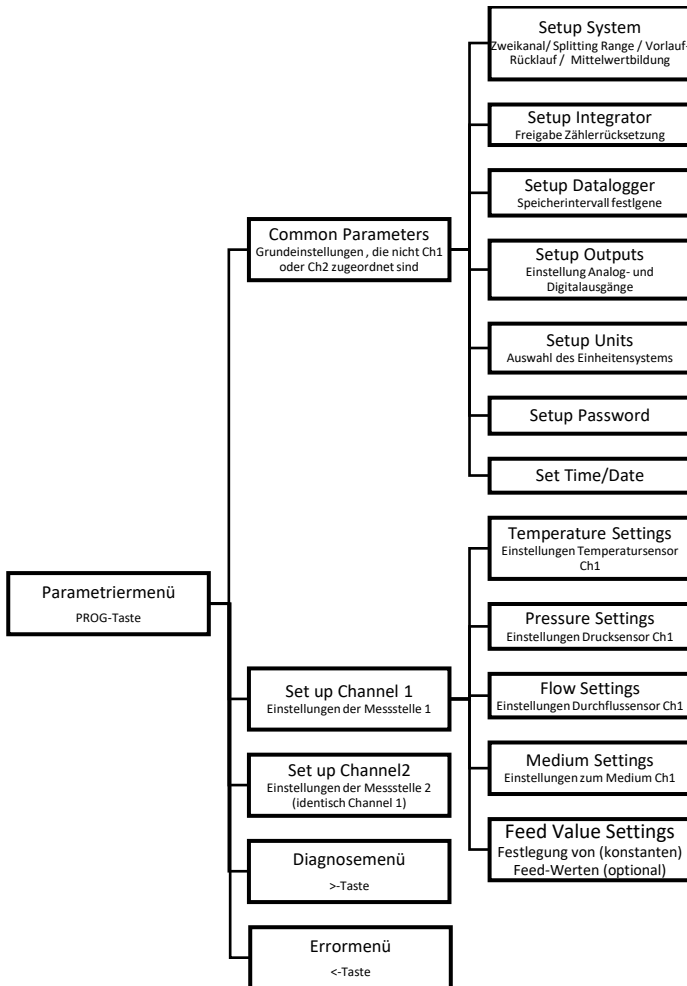 Setup System
Zweikanal/ Splitting Range / Vorlauf-
Rücklauf / Mittelwertbildung
Setup Integrator
Freigabe Zählerrücksetzung
Setup Datalogger
Speicherintervall festlgene
Common Parameters
Grundeinstellungen , die nicht Ch1
oder Ch2 zugeordnet sind
Setup Outputs
Einstellung Analog- und
Digitalausgänge
Setup Units
Auswahl des Einheitensystems
Setup Password
Set Time/Date
Parametriermenü
PROG-Taste
Temperature Settings
Einstellungen Temperatursensor
Ch1
Pressure Settings
Einstellungen Drucksensor Ch1
Set up Channel 1
Einstellungen der Messstelle 1
Flow Settings
Einstellungen Durchflussensor Ch1
Set up Channel2
Einstellungen der Messstelle 2
(identisch Channel 1)
Medium Settings
Einstellungen zum Medium Ch1
Feed Value Settings
Festlegung von (konstanten)
Feed-Werten (optional)
Diagnosemenü
>-Taste
Errormenü
<-Taste